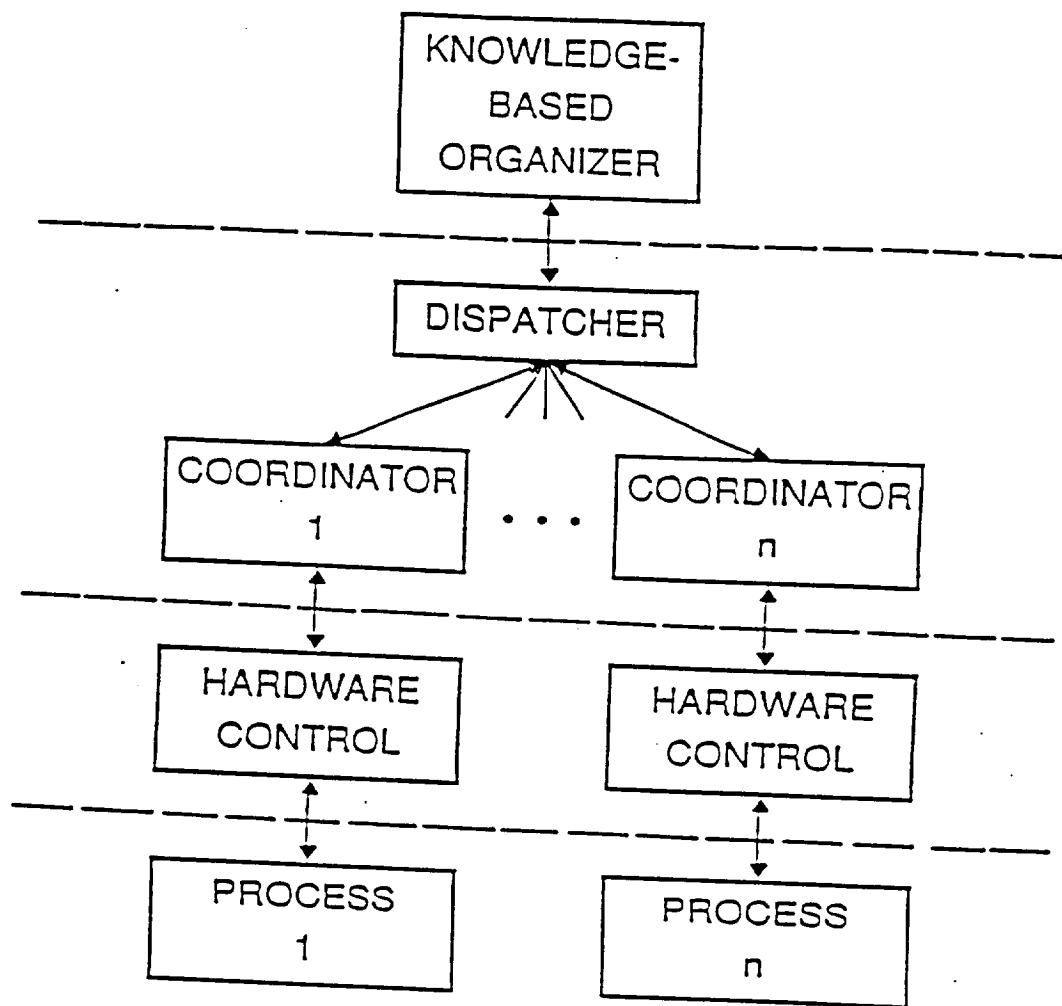 KNOWLEDGE-
BASED
ORGANIZER
DISPATCHER
COORDINATOR
1
. . .
COORDINATOR
n
HARDWARE
CONTROL
HARDWARE
CONTROL
PROCESS
1
PROCESS
n